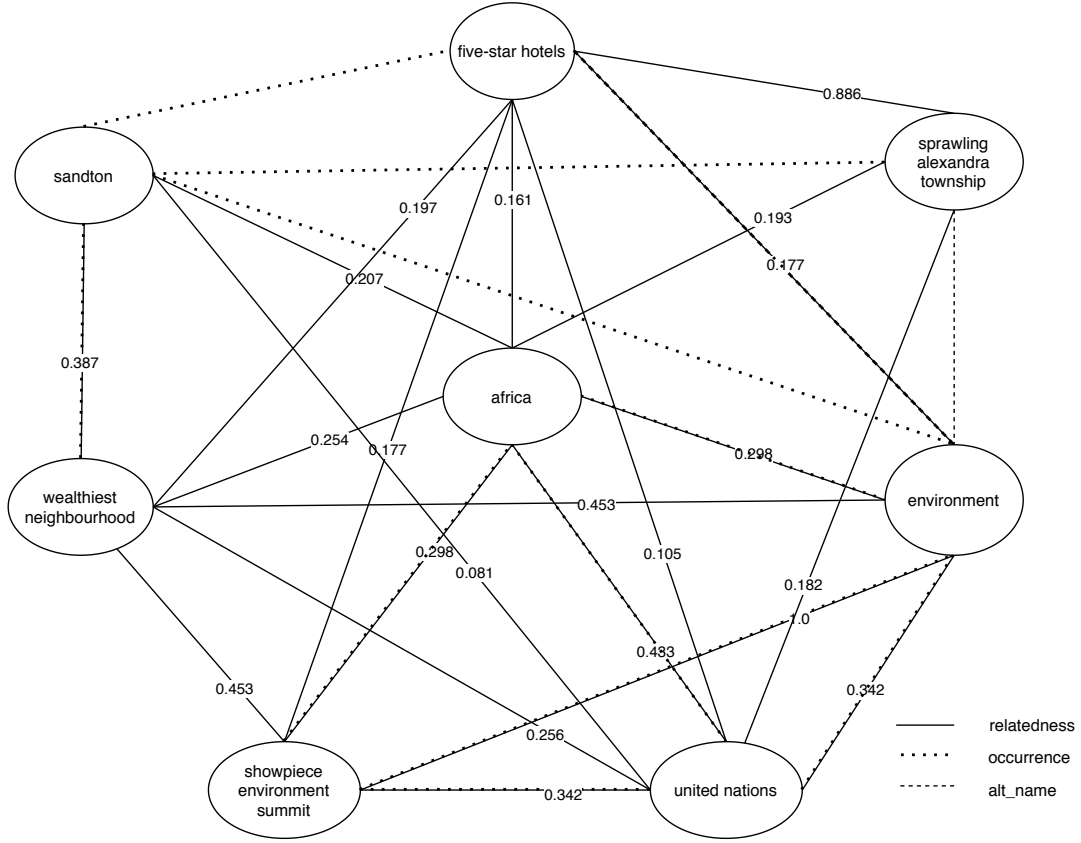 five-star hotels
0.886
sprawling
alexandra
township
sandton
0.161
0.197
0.193
0.177
0.207
0.387
africa
0.254
0.177
0.298
wealthiest
neighbourhood
environment
0.453
0.298
0.105
0.081
0.182
1.0
0.433
0.453
0.342
0.256
relatedness
occurrence
alt_name
showpiece
environment
summit
united nations
0.342